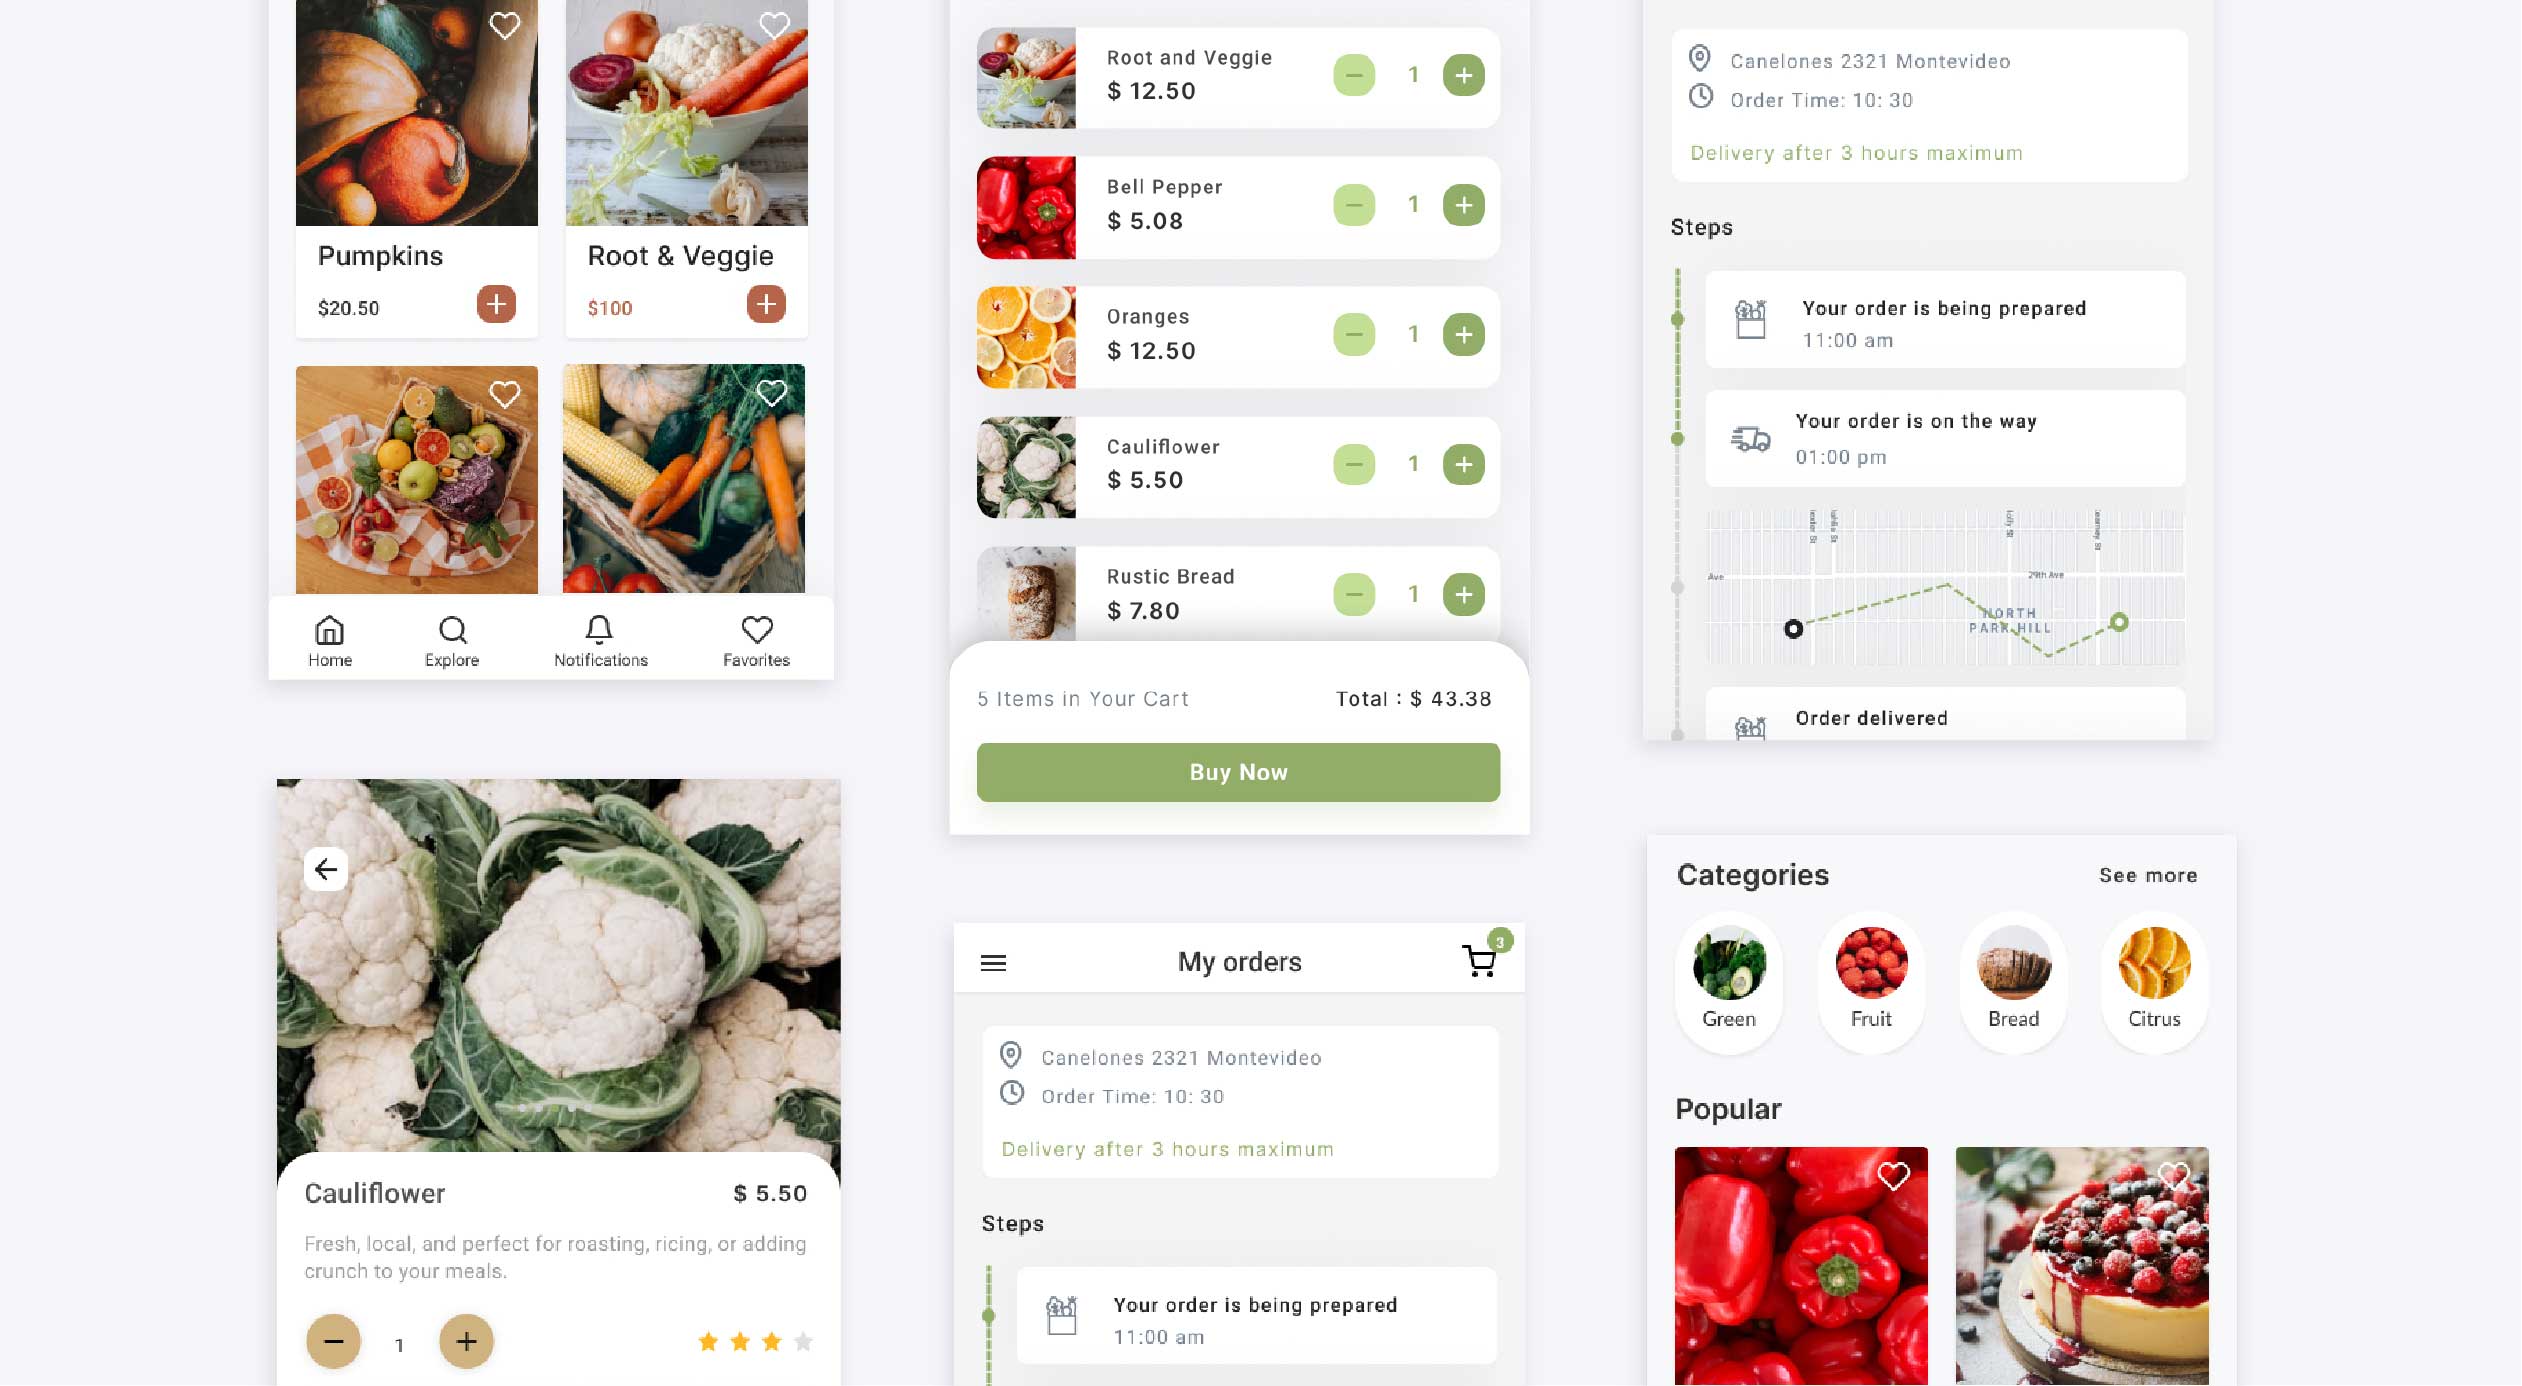 Pumpkins
$20.50
Root & Veggie
$100
Home
Explore
Notifications
Favorites
Cauliflower
$ 5.50
Fresh, local, and perfect for roasting, ricing, or adding
crunch to your meals.
1
Root and Veggie
$ 12.50
1
Bell Pepper
$ 5.08
1
Oranges
$ 12.50
1
Cauliflower
$ 5.50
1
Rustic Bread
$ 7.80
1
5 Items in Your Cart
Total : $ 43.38
Buy Now
My orders
3
Canelones 2321 Montevideo
Order Time: 10: 30
Delivery after 3 hours maximum
Steps
Your order is being prepared
11:00 am
Canelones 2321 Montevideo
Order Time: 10: 30
Delivery after 3 hours maximum
Steps
Your order is being prepared
11:00 am
Your order is on the way
01:00 pm
Ave
29th Ave
NORTH
PARK HILL
Order delivered
Categories
See more
Green
Fruit
Bread
Citrus
Popular